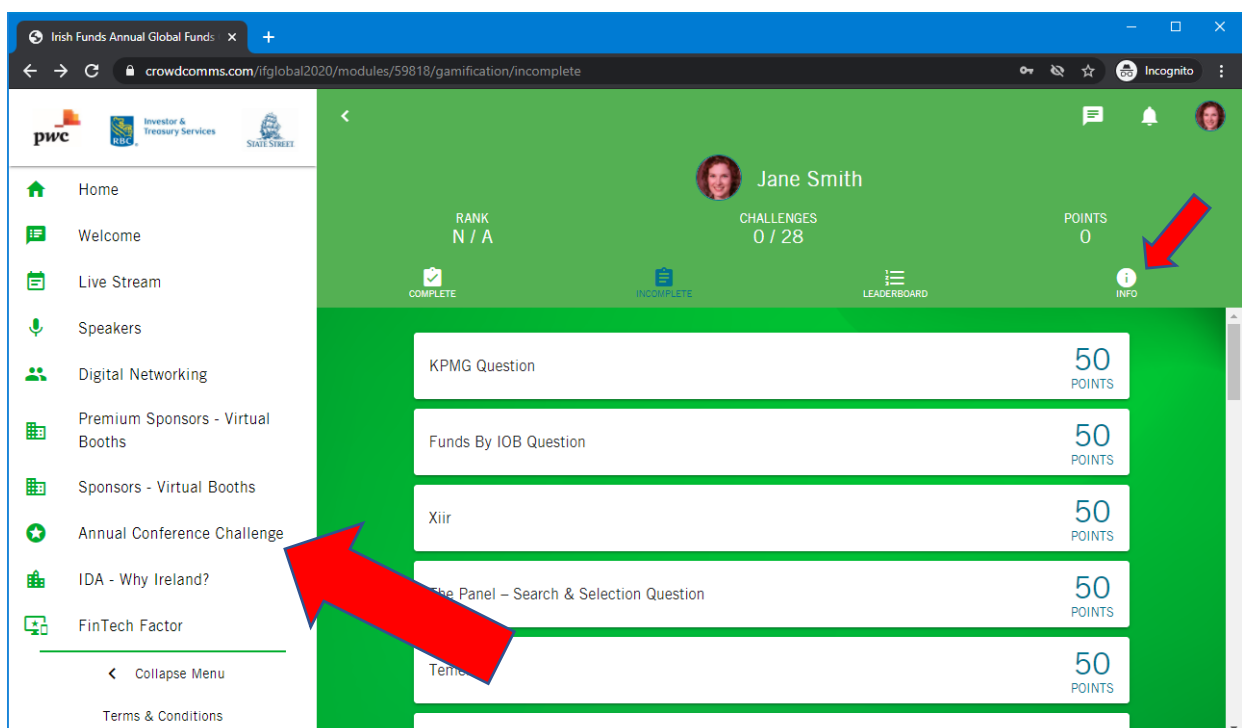 Irish Funds Annual Global Funds
crowdcomms.com/ifglobal2020/modules/59818/gamification/incomplete
Incognito
pwc
RBC
Investor &
Treasury Services
STATE STREET
Home
Welcome
Live Stream
Speakers
Digital Networking
Premium Sponsors - Virtual
Booths
Sponsors - Virtual Booths
Annual Conference Challenge
IDA - Why Ireland?
FinTech Factor
Collapse Menu
Terms & Conditions
Jane Smith
RANK
N / A
CHALLENGES
0 / 28
POINTS
0
COMPLETE
INCOMPLETE
LEADERBOARD
INFO
KPMG Question
50
POINTS
Funds By IOB Question
50
POINTS
Xiir
50
POINTS
The Panel – Search & Selection Question
50
POINTS
50
POINTS